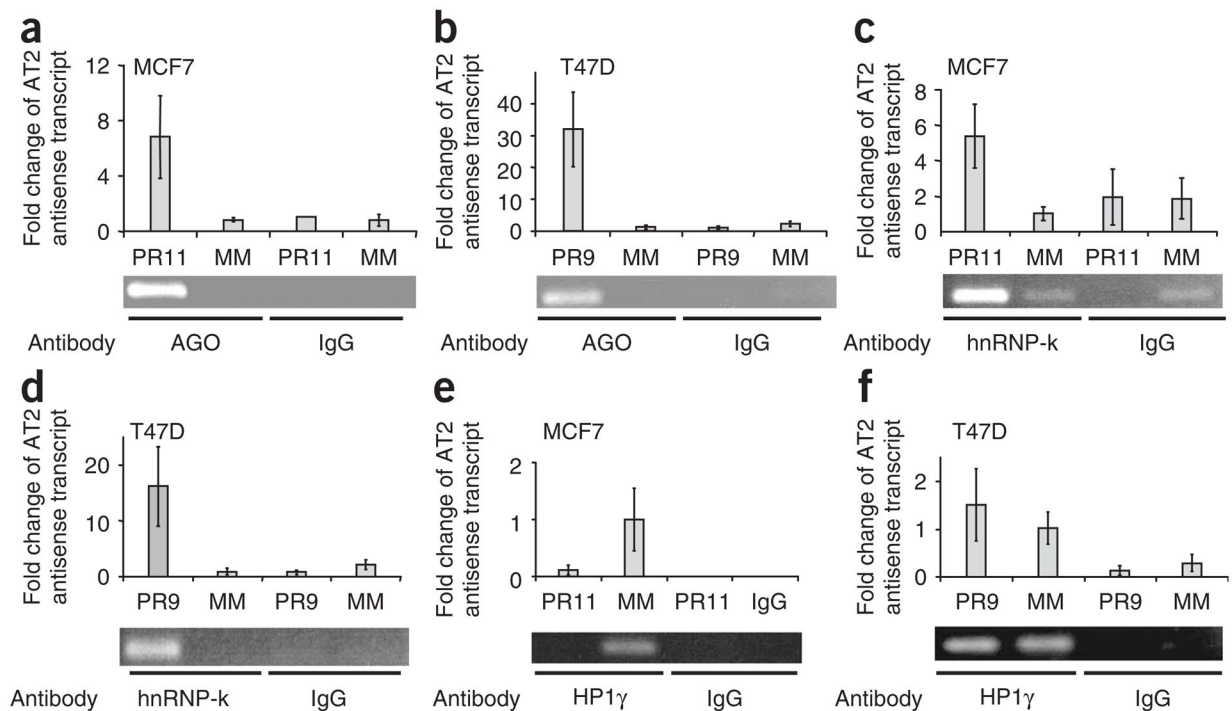 a
Fold change of AT2
antisense transcript
MCF7
12
8
4
0
PR11 MM PR11 MM
Antibody AGO IgG
b
Fold change of AT2
antisense transcript
T47D
40
30
20
10
0
PR9 MM PR9 MM
Antibody AGO IgG
c
Fold change of AT2
antisense transcript
MCF7
8
6
4
2
0
PR11 MM PR11 MM
Antibody hnRNP-k IgG
d
Fold change of AT2
antisense transcript
T47D
20
10
0
PR9 MM PR9 MM
Antibody hnRNP-k IgG
e
Fold change of AT2
antisense transcript
MCF7
2
1
0
PR11 MM PR11 IgG
Antibody HP1γ IgG
f
Fold change of AT2
antisense transcript
T47D
2
1
0
PR9 MM PR9 MM
Antibody HP1γ IgG